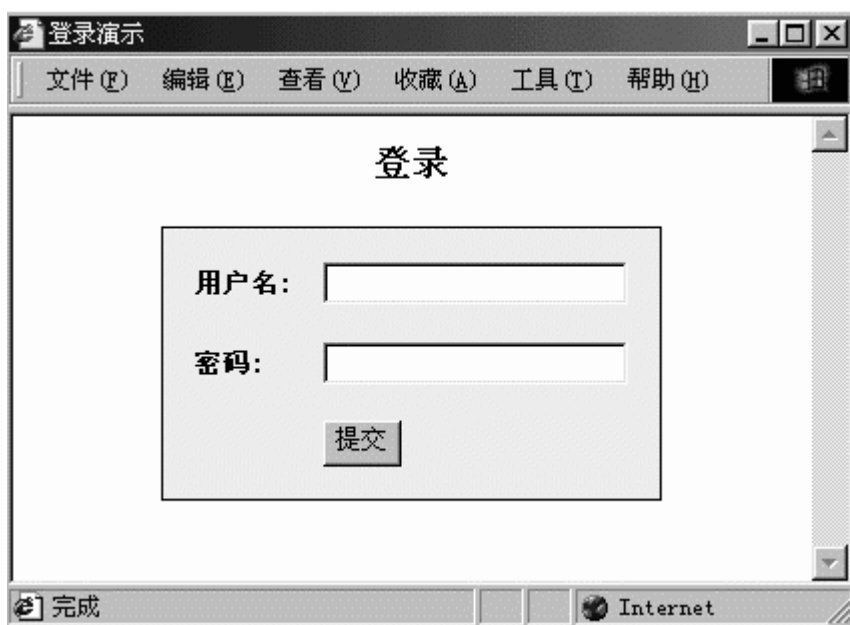 登录演示
文件(F) 编辑(E) 查看(V) 收藏(A) 工具(T) 帮助(H)
登录
用户名:
密码:
提交
完成 Internet